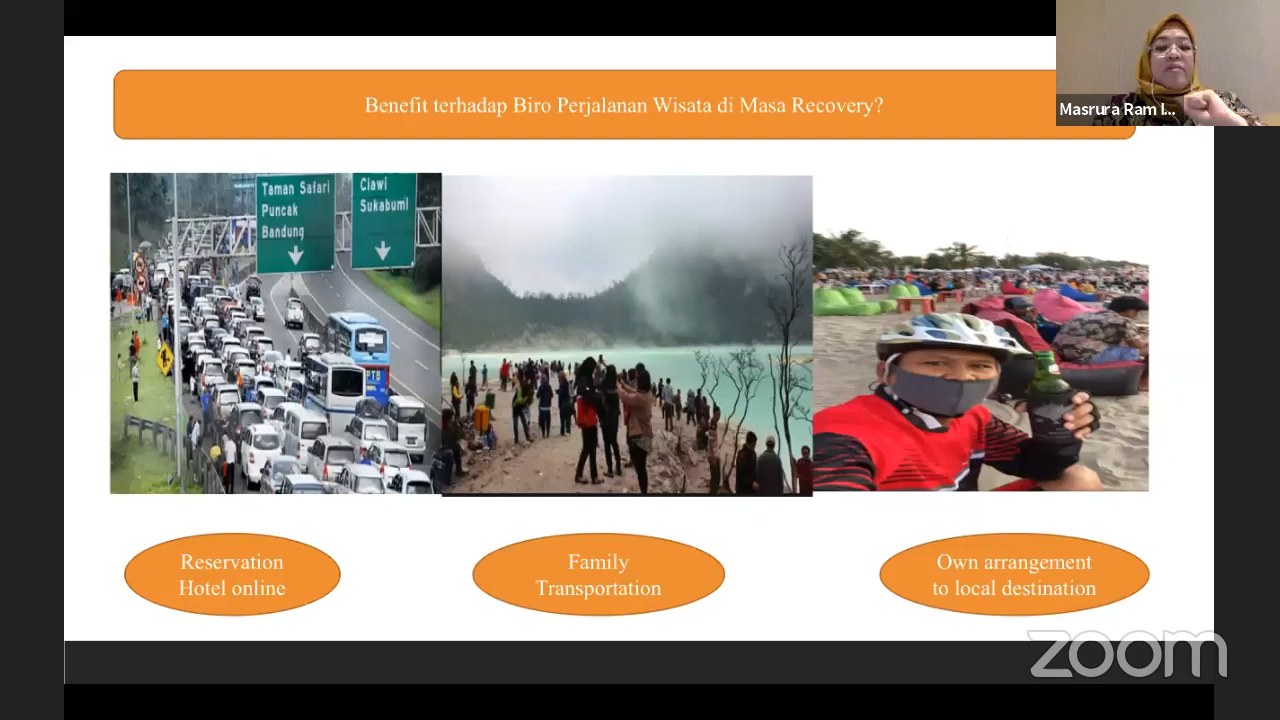 Benefit terhadap Biro Perjalanan Wisata di Masa Recovery?
Masrura Ram I...
Taman Safari
Puncak
Bandung
Ciawi
Sukabumi
PTB
Reservation
Hotel online
Family
Transportation
Own arrangement
to local destination
zoom